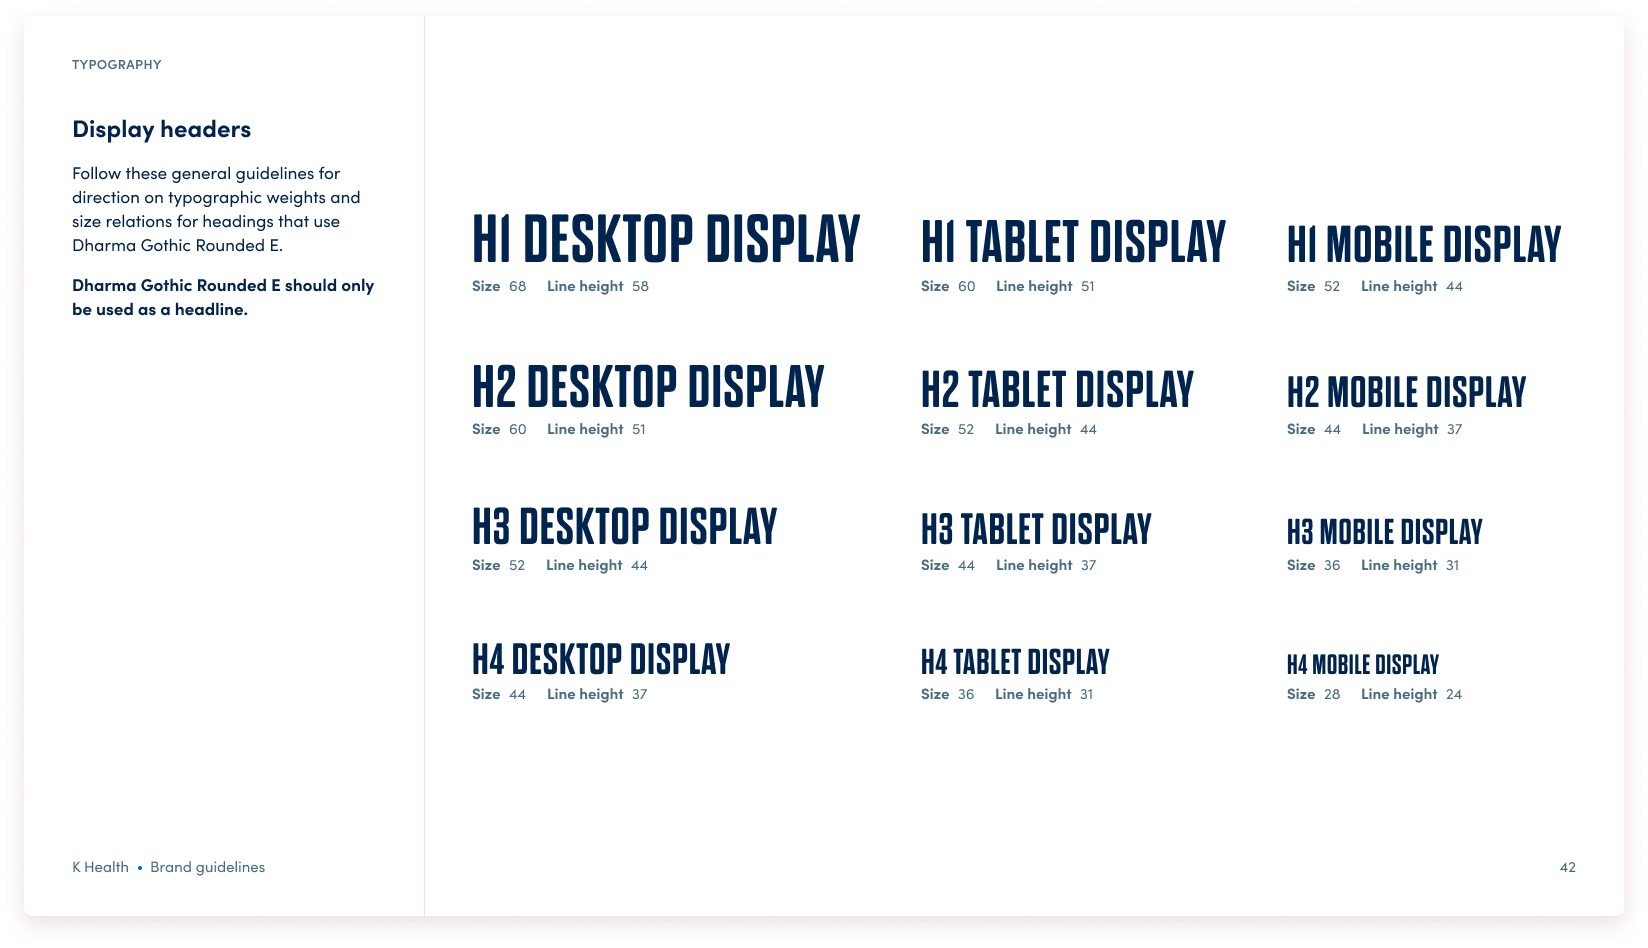 TYPOGRAPHY
Display headers
Follow these general guidelines for
direction on typographic weights and
size relations for headings that use
Dharma Gothic Rounded E.
Dharma Gothic Rounded E should only
be used as a headline.
H1 DESKTOP DISPLAY
Size 68 Line height 58
H1 TABLET DISPLAY
Size 60 Line height 51
H1 MOBILE DISPLAY
Size 52 Line height 44
H2 DESKTOP DISPLAY
Size 60 Line height 51
H2 TABLET DISPLAY
Size 52 Line height 44
H2 MOBILE DISPLAY
Size 44 Line height 37
H3 DESKTOP DISPLAY
Size 52 Line height 44
H3 TABLET DISPLAY
Size 44 Line height 37
H3 MOBILE DISPLAY
Size 36 Line height 31
H4 DESKTOP DISPLAY
Size 44 Line height 37
H4 TABLET DISPLAY
Size 36 Line height 31
H4 MOBILE DISPLAY
Size 28 Line height 24
K Health • Brand guidelines
42